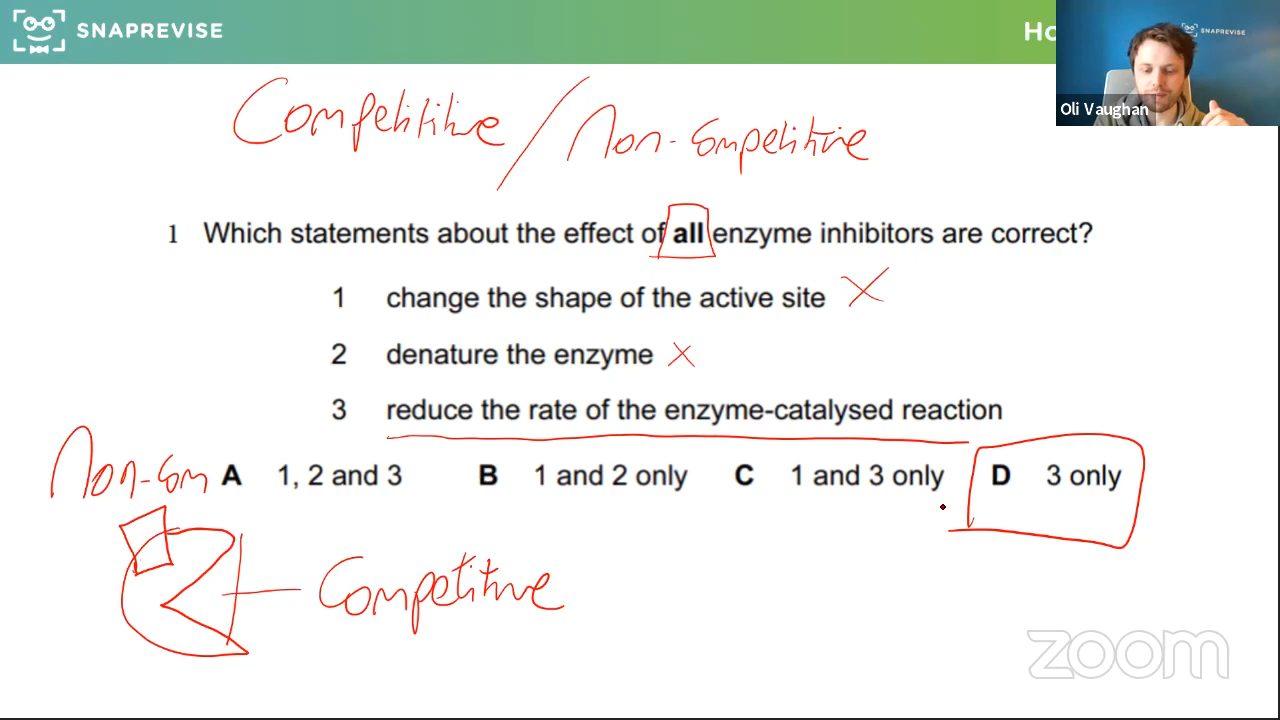 SNAPREVISE
Ho
SNAPREVISE
Oli Vaughan
Competititive / Non-competitive
1 Which statements about the effect of all enzyme inhibitors are correct?
1 change the shape of the active site X
2 denature the enzyme X
3 reduce the rate of the enzyme-catalysed reaction
Non-com
A 1, 2 and 3 B 1 and 2 only C 1 and 3 only D 3 only
Competitive
zoom